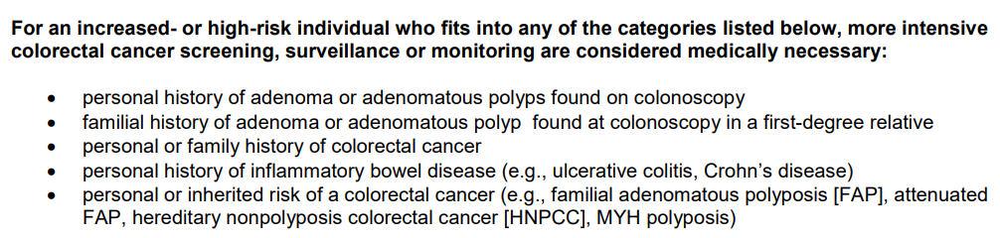 For an increased- or high-risk individual who fits into any of the categories listed below, more intensive
colorectal cancer screening, surveillance or monitoring are considered medically necessary:
• personal history of adenoma or adenomatous polyps found on colonoscopy
• familial history of adenoma or adenomatous polyp  found at colonoscopy in a first-degree relative
• personal or family history of colorectal cancer
• personal history of inflammatory bowel disease (e.g., ulcerative colitis, Crohn’s disease)
• personal or inherited risk of a colorectal cancer (e.g., familial adenomatous polyposis [FAP], attenuated
FAP, hereditary nonpolyposis colorectal cancer [HNPCC], MYH polyposis)